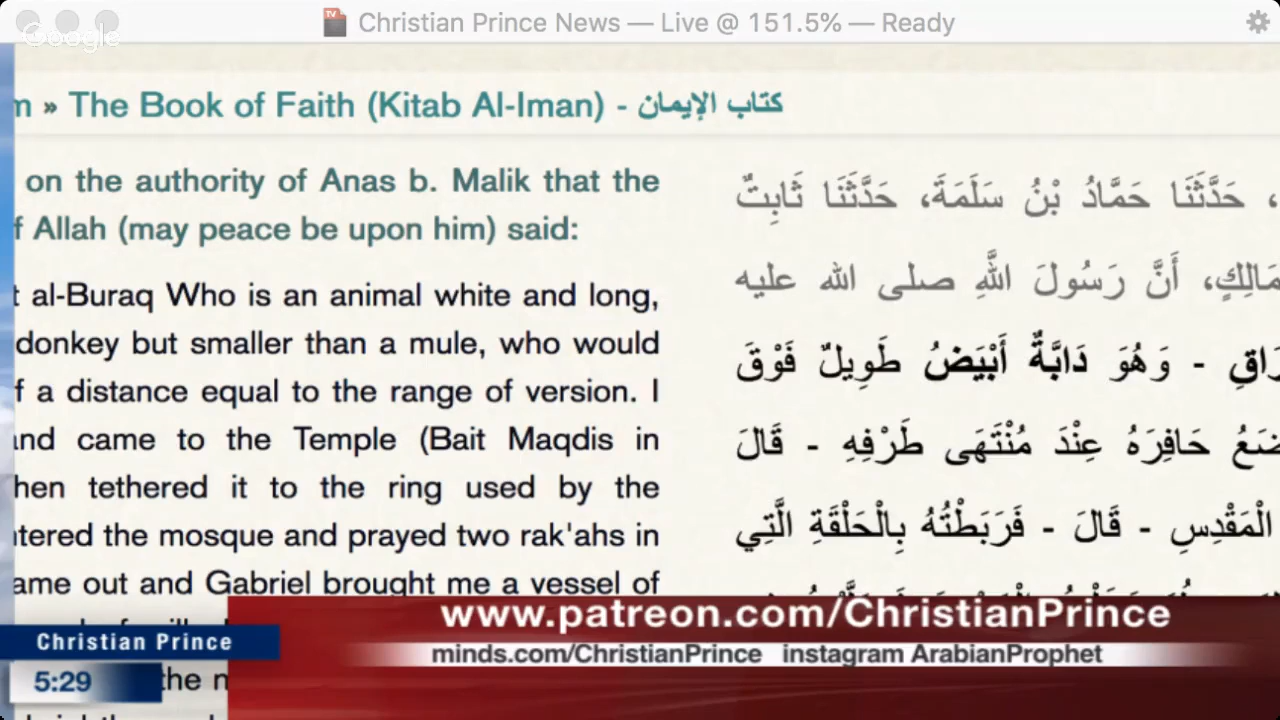 Christian Prince News — Live @ 151.5% — Ready
Google
» The Book of Faith (Kitab Al-Iman) - كتاب الإيمان
on the authority of Anas b. Malik that the
Allah (may peace be upon him) said:
al-Buraq Who is an animal white and long,
donkey but smaller than a mule, who would
a distance equal to the range of version. I
and came to the Temple (Bait Maqdis in
tethered it to the ring used by the
the mosque and prayed two rak'ahs in
out and Gabriel brought me a vessel of
the
، حَدَّثَنَا حَمَّادُ بْنُ سَلَمَةَ، حَدَّثَنَا ثَابِتٌ
مَالِكٍ، أَنَّ رَسُولَ اللَّهِ صلى الله عليه
- وَهُوَ دَابَّةٌ أَبْيَضُ طَوِيلٌ فَوْقَ
حَافِرَهُ عِنْدَ مُنْتَهَى طَرْفِهِ - قَالَ
الْمَقْدِسِ - قَالَ - فَرَبَطْتُهُ بِالْحَلْقَةِ الَّتِي
www.patreon.com/ChristianPrince
Christian Prince
minds.com/ChristianPrince instagram ArabianProphet
5:29